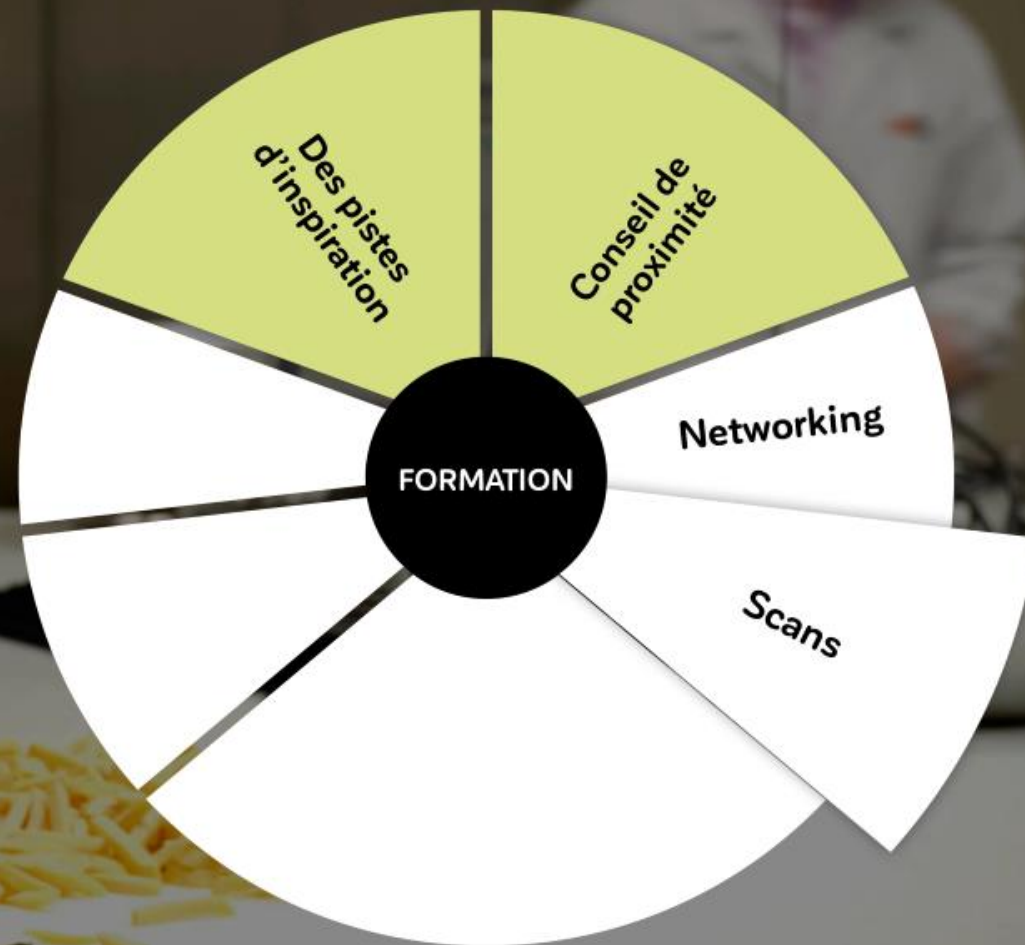 Des pistes
d'inspiration
Conseil de
proximité
Networking
FORMATION
Scans